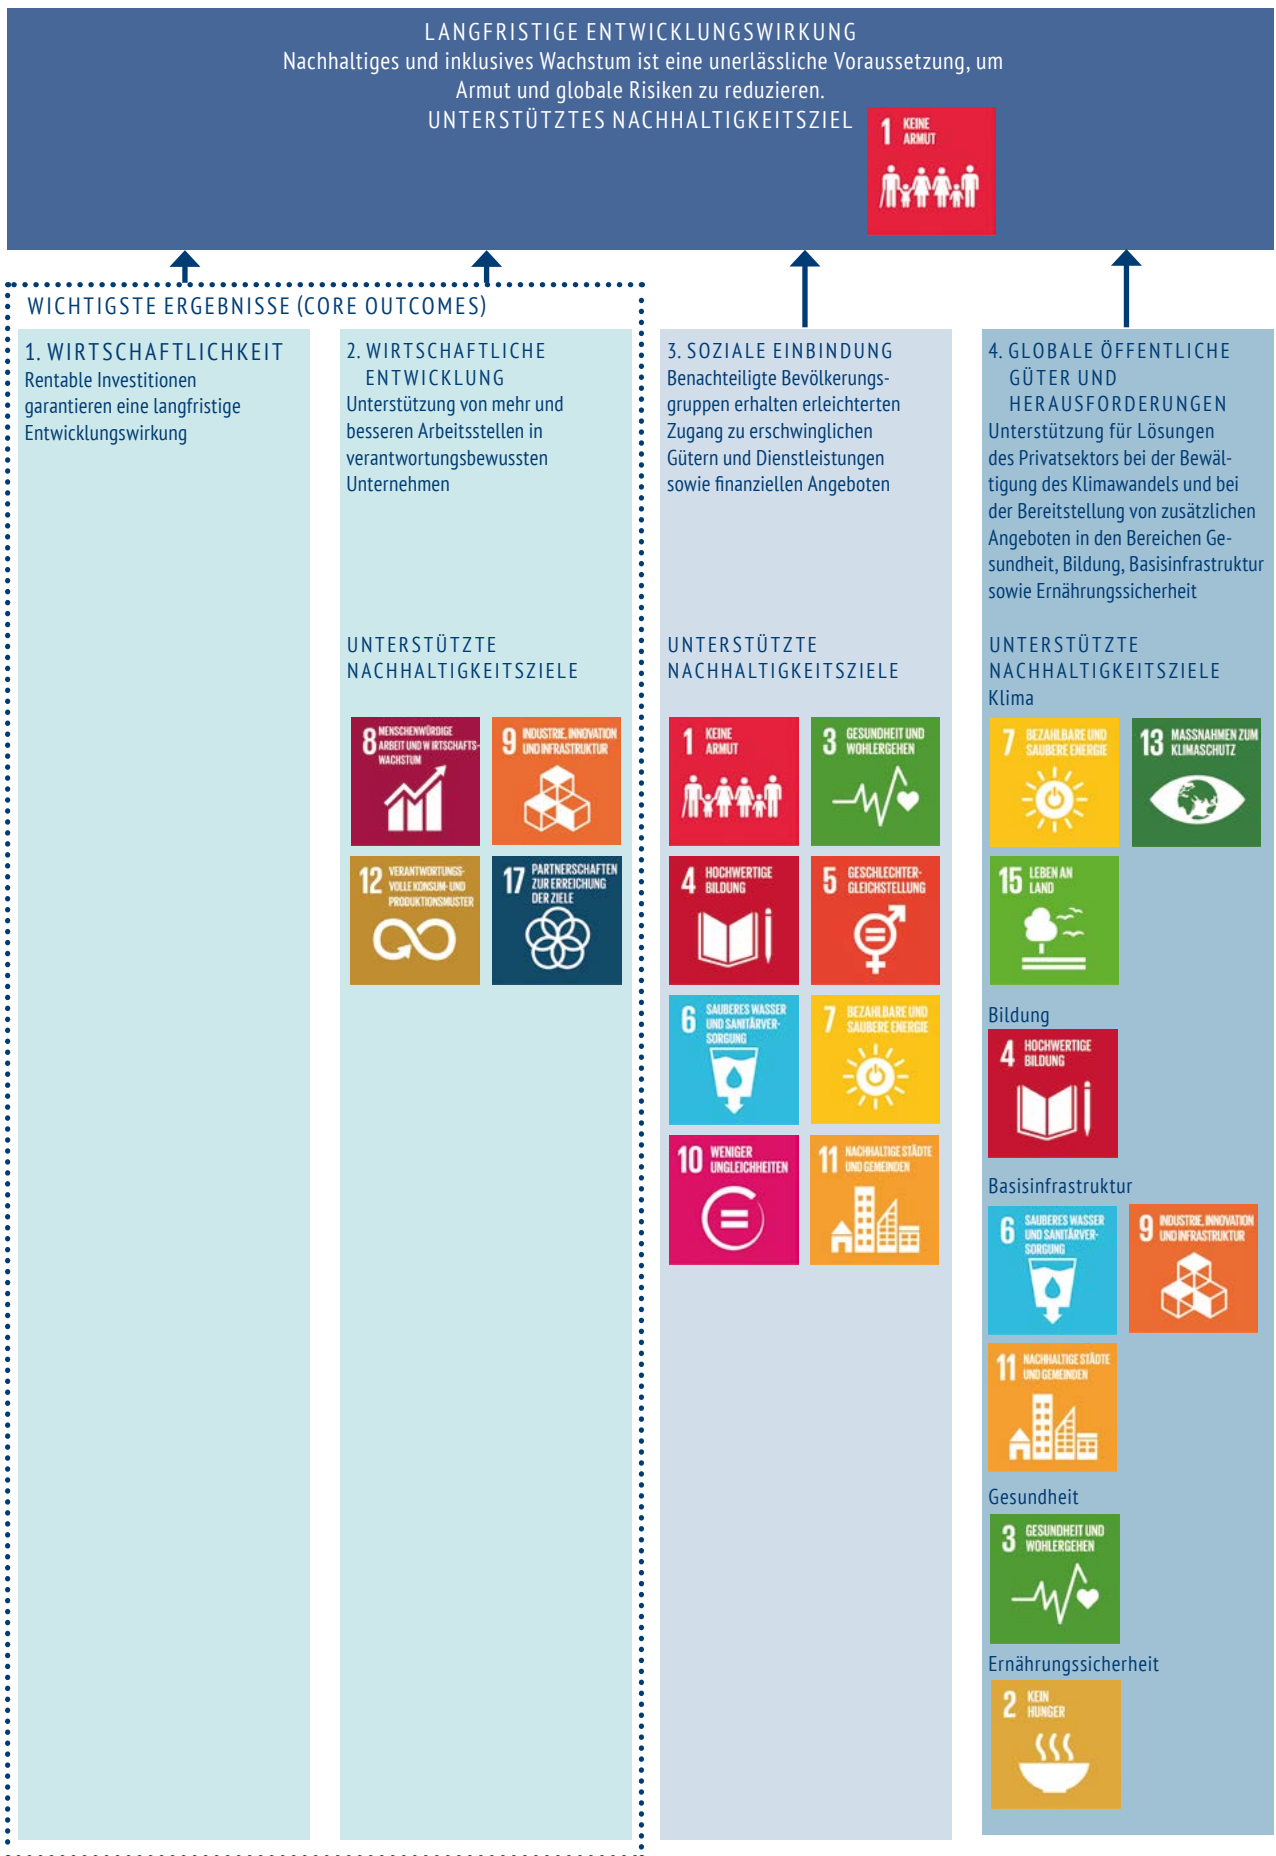 LANGFRISTIGE ENTWICKLUNGSWIRKUNG
Nachhaltiges und inklusives Wachstum ist eine unerlässliche Voraussetzung, um
Armut und globale Risiken zu reduzieren.
UNTERSTÜTZTES NACHHALTIGKEITSZIEL
1 KEINE
ARMUT
WICHTIGSTE ERGEBNISSE (CORE OUTCOMES)
1. WIRTSCHAFTLICHKEIT
Rentable Investitionen
garantieren eine langfristige
Entwicklungswirkung
2. WIRTSCHAFTLICHE
ENTWICKLUNG
Unterstützung von mehr und
besseren Arbeitsstellen in
verantwortungsbewussten
Unternehmen
UNTERSTÜTZTE
NACHHALTIGKEITSZIELE
8 MENSCHENWÜRDIGE
ARBEIT UND WIRTSCHAFTS-
WACHSTUM
9 INDUSTRIE, INNOVATION
UND INFRASTRUKTUR
12 VERANTWORTUNGS-
VOLLE KONSUM- UND
PRODUKTIONSMUSTER
17 PARTNERSCHAFTEN
ZUR ERREICHUNG
DER ZIELE
3. SOZIALE EINBINDUNG
Benachteiligte Bevölkerungs-
gruppen erhalten erleichterten
Zugang zu erschwinglichen
Gütern und Dienstleistungen
sowie finanziellen Angeboten
UNTERSTÜTZTE
NACHHALTIGKEITSZIELE
1 KEINE
ARMUT
3 GESUNDHEIT UND
WOHLERGEHEN
4 HOCHWERTIGE
BILDUNG
5 GESCHLECHTER-
GLEICHSTELLUNG
6 SAUBERES WASSER
UND SANITÄRVER-
SORGUNG
7 BEZAHLBARE UND
SAUBERE ENERGIE
10 WENIGER
UNGLEICHHEITEN
11 NACHHALTIGE STÄDTE
UND GEMEINDEN
4. GLOBALE ÖFFENTLICHE
GÜTER UND
HERAUSFORDERUNGEN
Unterstützung für Lösungen
des Privatsektors bei der Bewäl-
tigung des Klimawandels und bei
der Bereitstellung von zusätzlichen
Angeboten in den Bereichen Ge-
sundheit, Bildung, Basisinfrastruktur
sowie Ernährungssicherheit
UNTERSTÜTZTE
NACHHALTIGKEITSZIELE
Klima
7 BEZAHLBARE UND
SAUBERE ENERGIE
13 MASSNAHMEN ZUM
KLIMASCHUTZ
15 LEBEN AN
LAND
Bildung
4 HOCHWERTIGE
BILDUNG
Basisinfrastruktur
6 SAUBERES WASSER
UND SANITÄRVER-
SORGUNG
9 INDUSTRIE, INNOVATION
UND INFRASTRUKTUR
11 NACHHALTIGE STÄDTE
UND GEMEINDEN
Gesundheit
3 GESUNDHEIT UND
WOHLERGEHEN
Ernährungssicherheit
2 KEIN
HUNGER